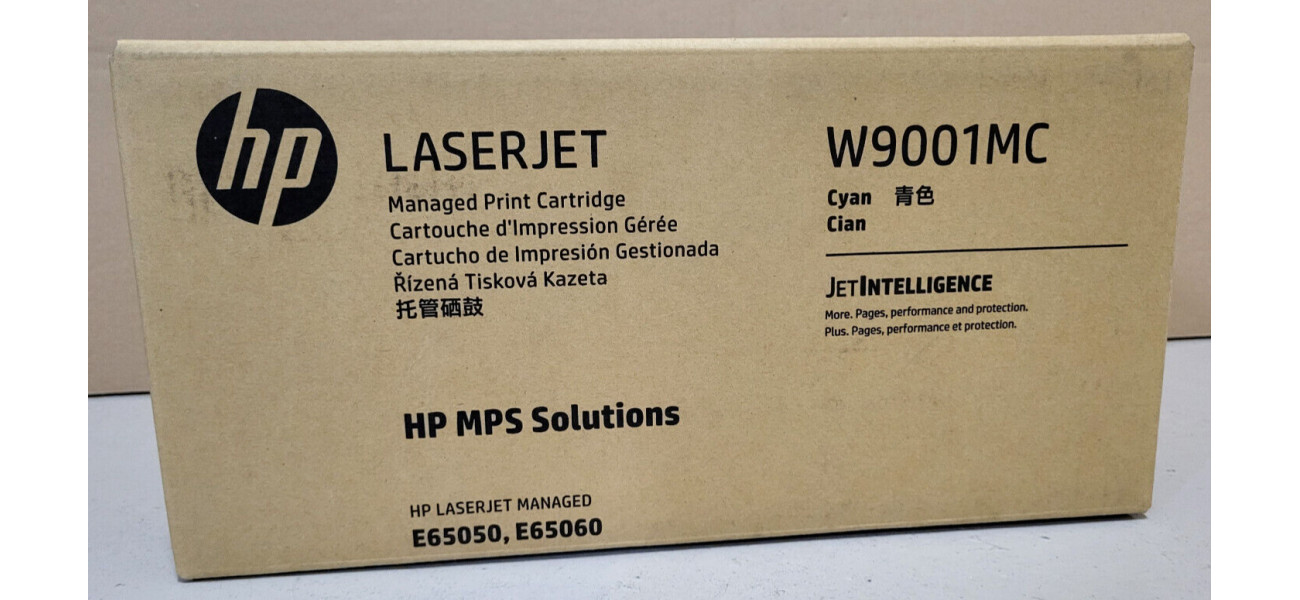 hp
LASERJET
Managed Print Cartridge
Cartouche d'Impression Gérée
Cartucho de Impresión Gestionada
Řízená Tisková Kazeta
托管硒鼓
HP MPS Solutions
HP LASERJET MANAGED
E65050, E65060
W9001MC
Cyan 青色
Cian
JETINTELLIGENCE
More. Pages, performance and protection.
Plus. Pages, performance et protection.